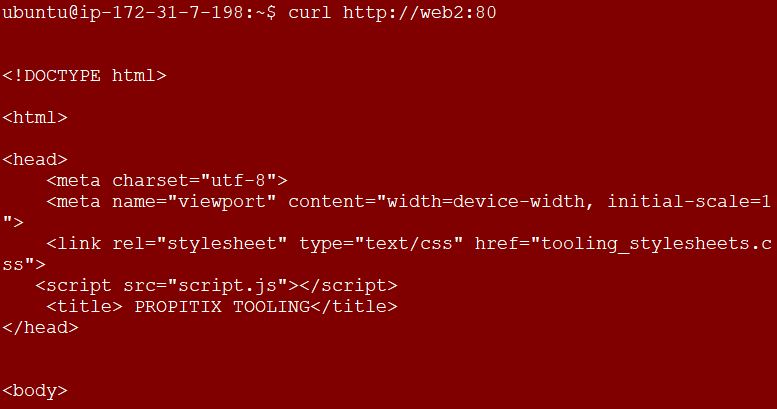 ubuntu@ip-172-31-7-198:~$ curl http://web2:80
<!DOCTYPE html>
<html>
<head>
    <meta charset="utf-8">
    <meta name="viewport" content="width=device-width, initial-scale=1
">
    <link rel="stylesheet" type="text/css" href="tooling_stylesheets.c
ss">
   <script src="script.js"></script>
    <title> PROPITIX TOOLING</title>
</head>
<body>